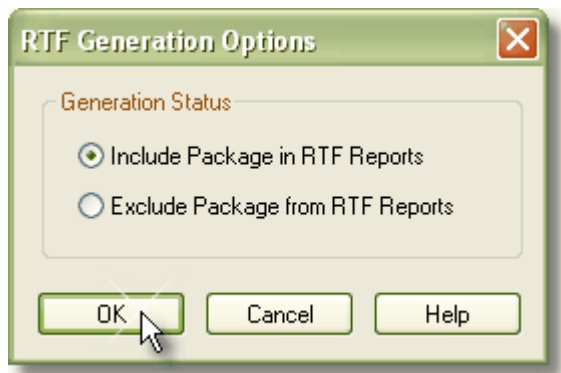 RTF Generation Options
Generation Status
Include Package in RTF Reports
Exclude Package from RTF Reports
OK Cancel Help